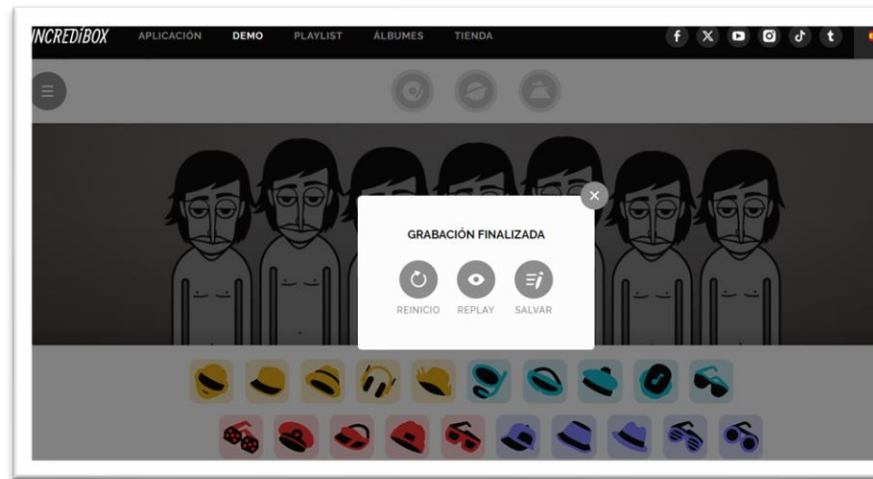 INCREDIBOX APLICACIÓN DEMO PLAYLIST ÁLBUMES TIENDA
GRABACIÓN FINALIZADA
REINICIO REPLAY SALVAR